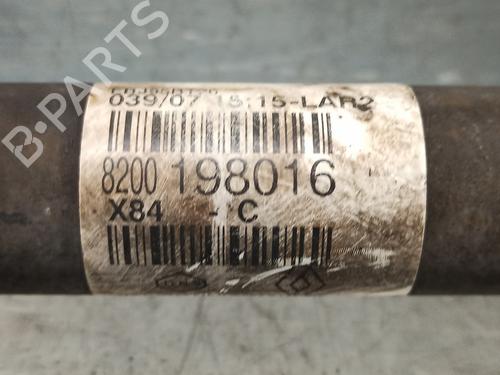 039/07 15:15-LAR2
8200 198016
X84 - C
B-PARTS